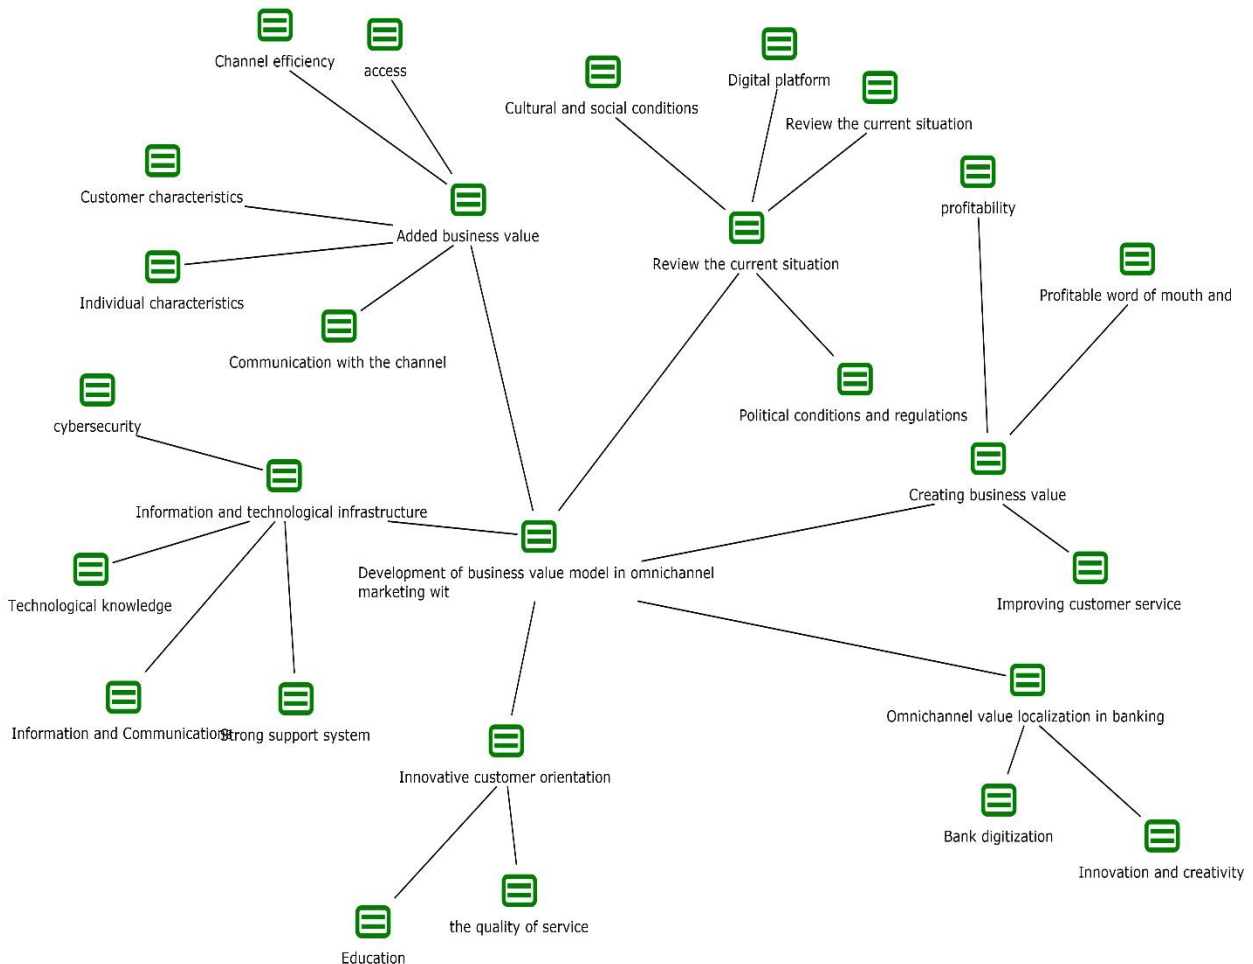 Channel efficiency
access
Cultural and social conditions
Digital platform
Review the current situation
Customer characteristics
Added business value
profitability
Review the current situation
Individual characteristics
Profitable word of mouth and
Communication with the channel
Political conditions and regulations
cybersecurity
Information and technological infrastructure
Creating business value
Development of business value model in omnichannel
marketing wit
Technological knowledge
Improving customer service
Information and Communications
Strong support system
Omnichannel value localization in banking
Innovative customer orientation
Bank digitization
Innovation and creativity
the quality of service
Education